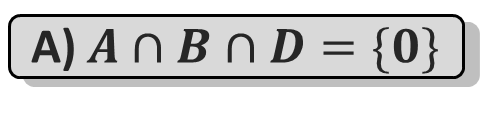 A) A ∩ B ∩ D = {0}